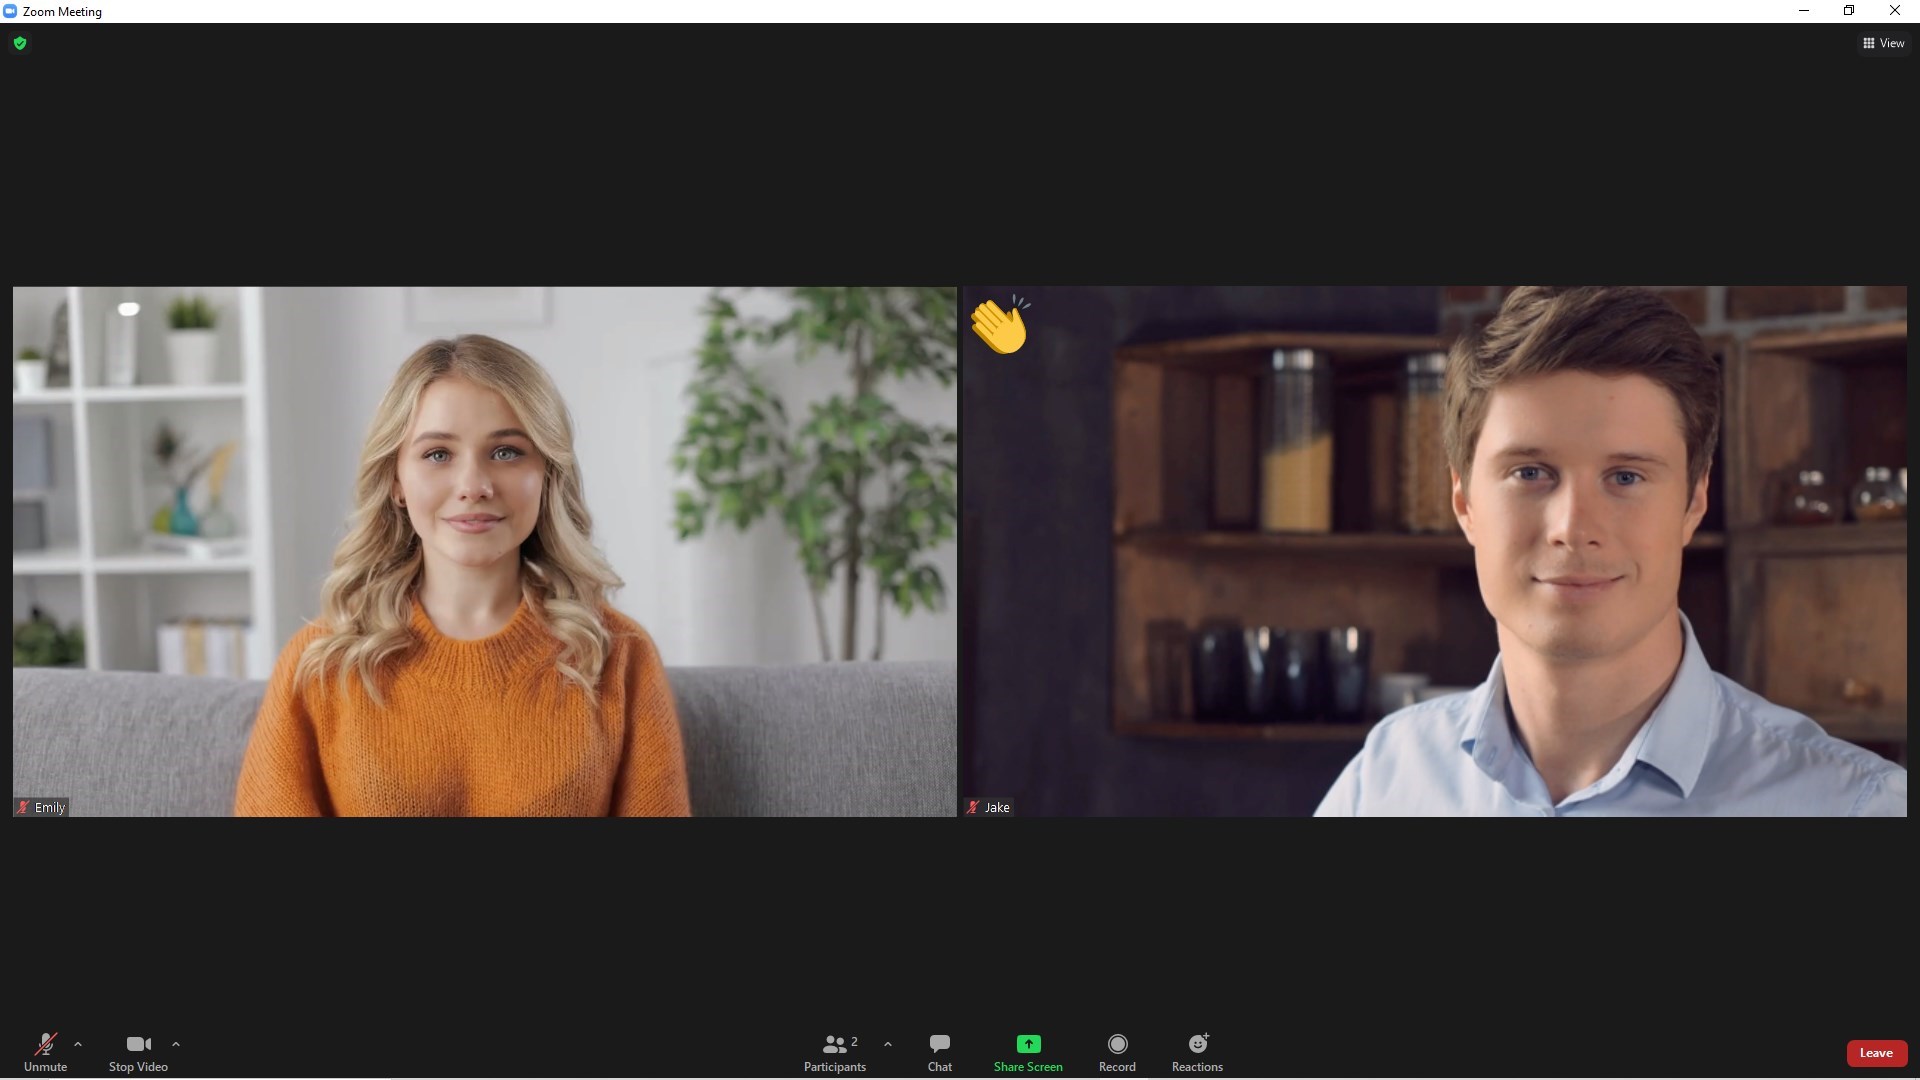 Zoom Meeting
View
Emily
Jake
Unmute
Stop Video
2
Participants
Chat
Share Screen
Record
Reactions
Leave